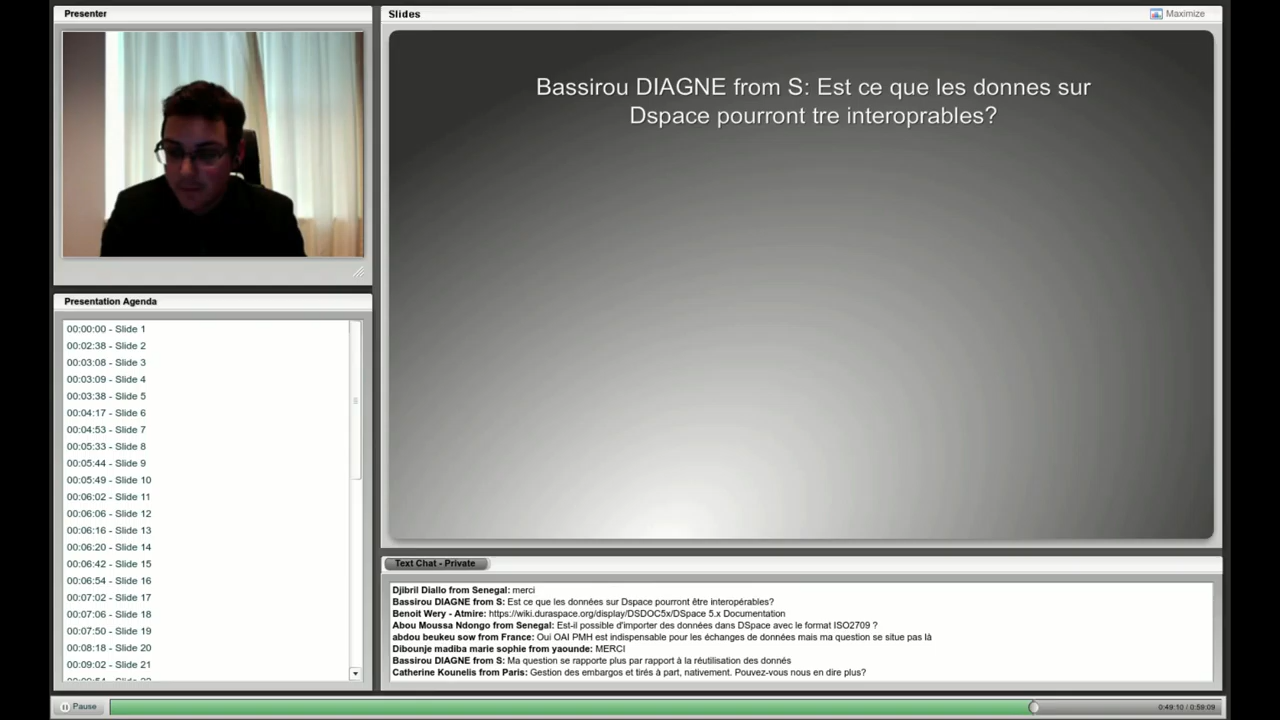 Presenter
Slides
Maximize
Bassirou DIAGNE from S: Est ce que les donnes sur
Dspace pourront tre interoprables?
Presentation Agenda
00:00:00 - Slide 1
00:02:38 - Slide 2
00:03:08 - Slide 3
00:03:09 - Slide 4
00:03:38 - Slide 5
00:04:17 - Slide 6
00:04:53 - Slide 7
00:05:33 - Slide 8
00:05:44 - Slide 9
00:05:49 - Slide 10
00:06:02 - Slide 11
00:06:06 - Slide 12
00:06:16 - Slide 13
00:06:20 - Slide 14
00:06:42 - Slide 15
00:06:54 - Slide 16
00:07:02 - Slide 17
00:07:06 - Slide 18
00:07:50 - Slide 19
00:08:18 - Slide 20
00:09:02 - Slide 21
Text Chat - Private
Djibril Diallo from Senegal: merci
Bassirou DIAGNE from S: Est ce que les données sur Dspace pourront être interopérables?
Benoit Wery - Atmire: https://wiki.duraspace.org/display/DSDOC5x/DSpace 5.x Documentation
Abou Moussa Ndongo from Senegal: Est-il possible d'importer des données dans DSpace avec le format ISO2709 ?
abdou beukeu sow from France: Oui OAI PMH est indispensable pour les échanges de données mais ma question se situe pas là
Dibounje madiba marie sophie from yaounde: MERCI
Bassirou DIAGNE from S: Ma question se rapporte plus par rapport à la réutilisation des donnés
Catherine Kounelis from Paris: Gestion des embargos et tirés à part, nativement. Pouvez-vous nous en dire plus?
Pause
0:49:10 / 0:59:09